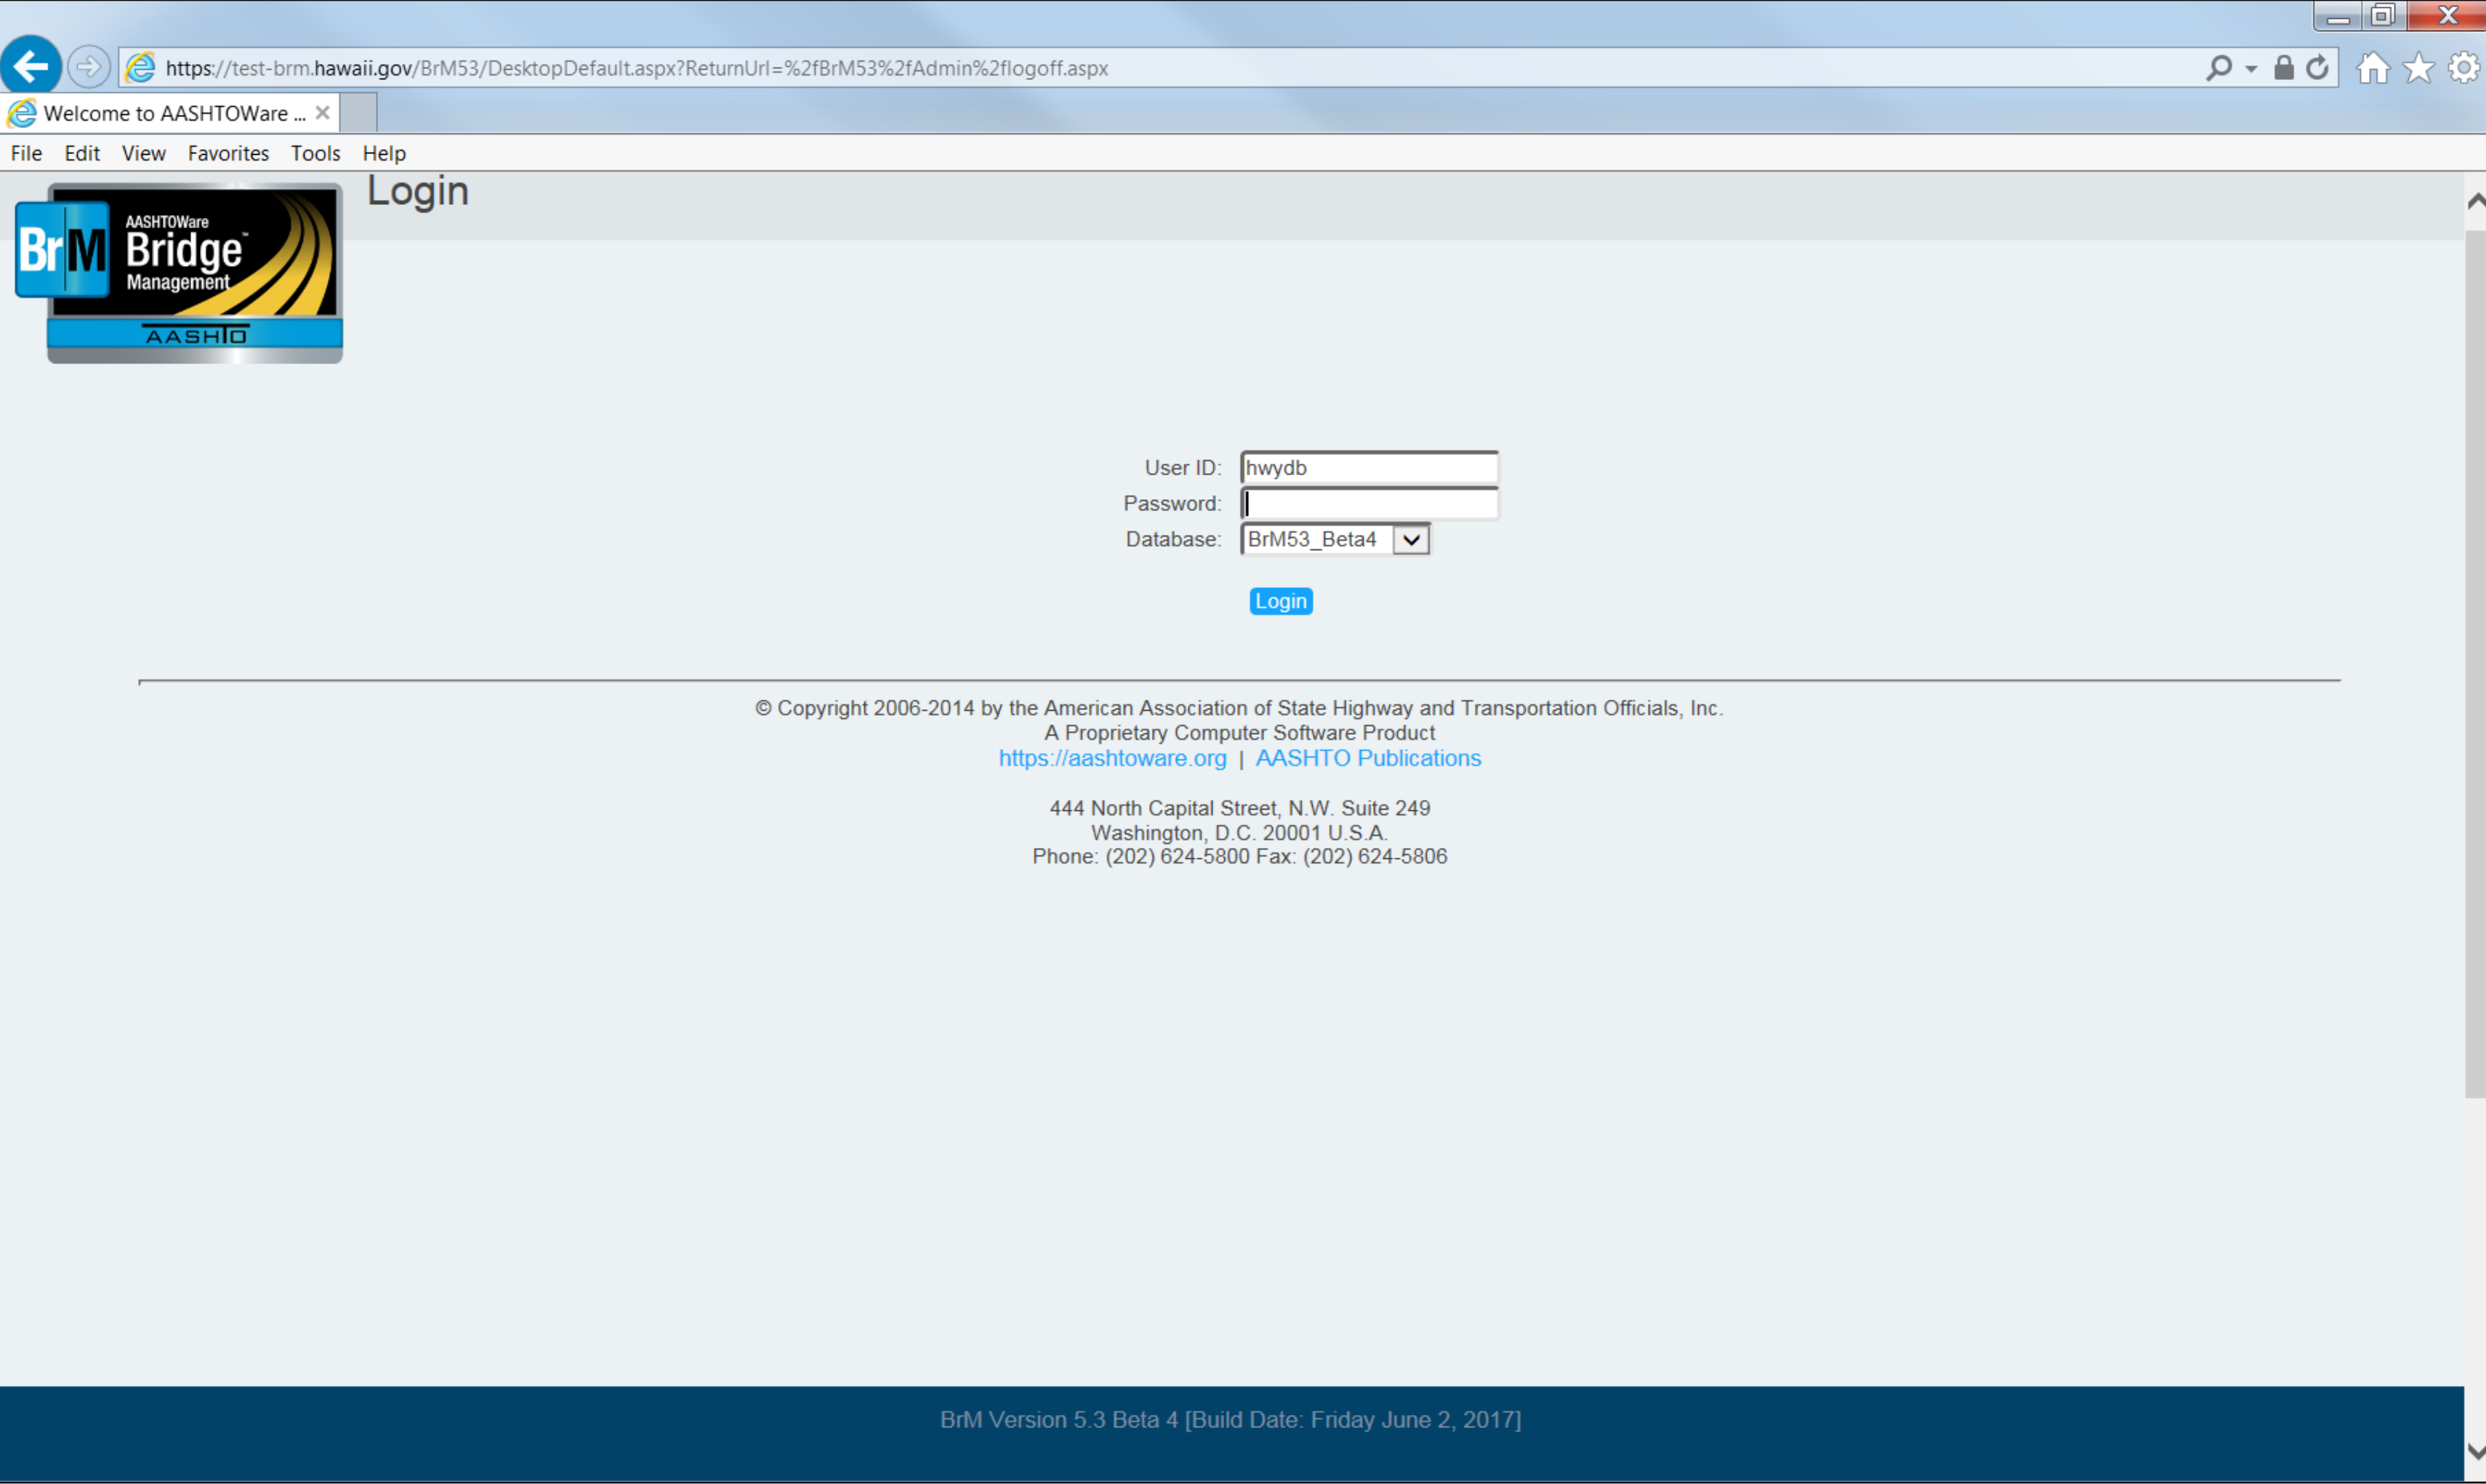 https://test-brm.hawaii.gov/BrM53/DesktopDefault.aspx?ReturnUrl=%2fBrM53%2fAdmin%2flogoff.aspx
Welcome to AASHTOWare ...
File Edit View Favorites Tools Help
Login
BrM
AASHTOWare
Bridge™
Management
AASHTO
User ID: hwydb
Password:
Database: BrM53_Beta4
Login
© Copyright 2006-2014 by the American Association of State Highway and Transportation Officials, Inc.
A Proprietary Computer Software Product
https://aashtoware.org | AASHTO Publications
444 North Capital Street, N.W. Suite 249
Washington, D.C. 20001 U.S.A.
Phone: (202) 624-5800 Fax: (202) 624-5806
BrM Version 5.3 Beta 4 [Build Date: Friday June 2, 2017]